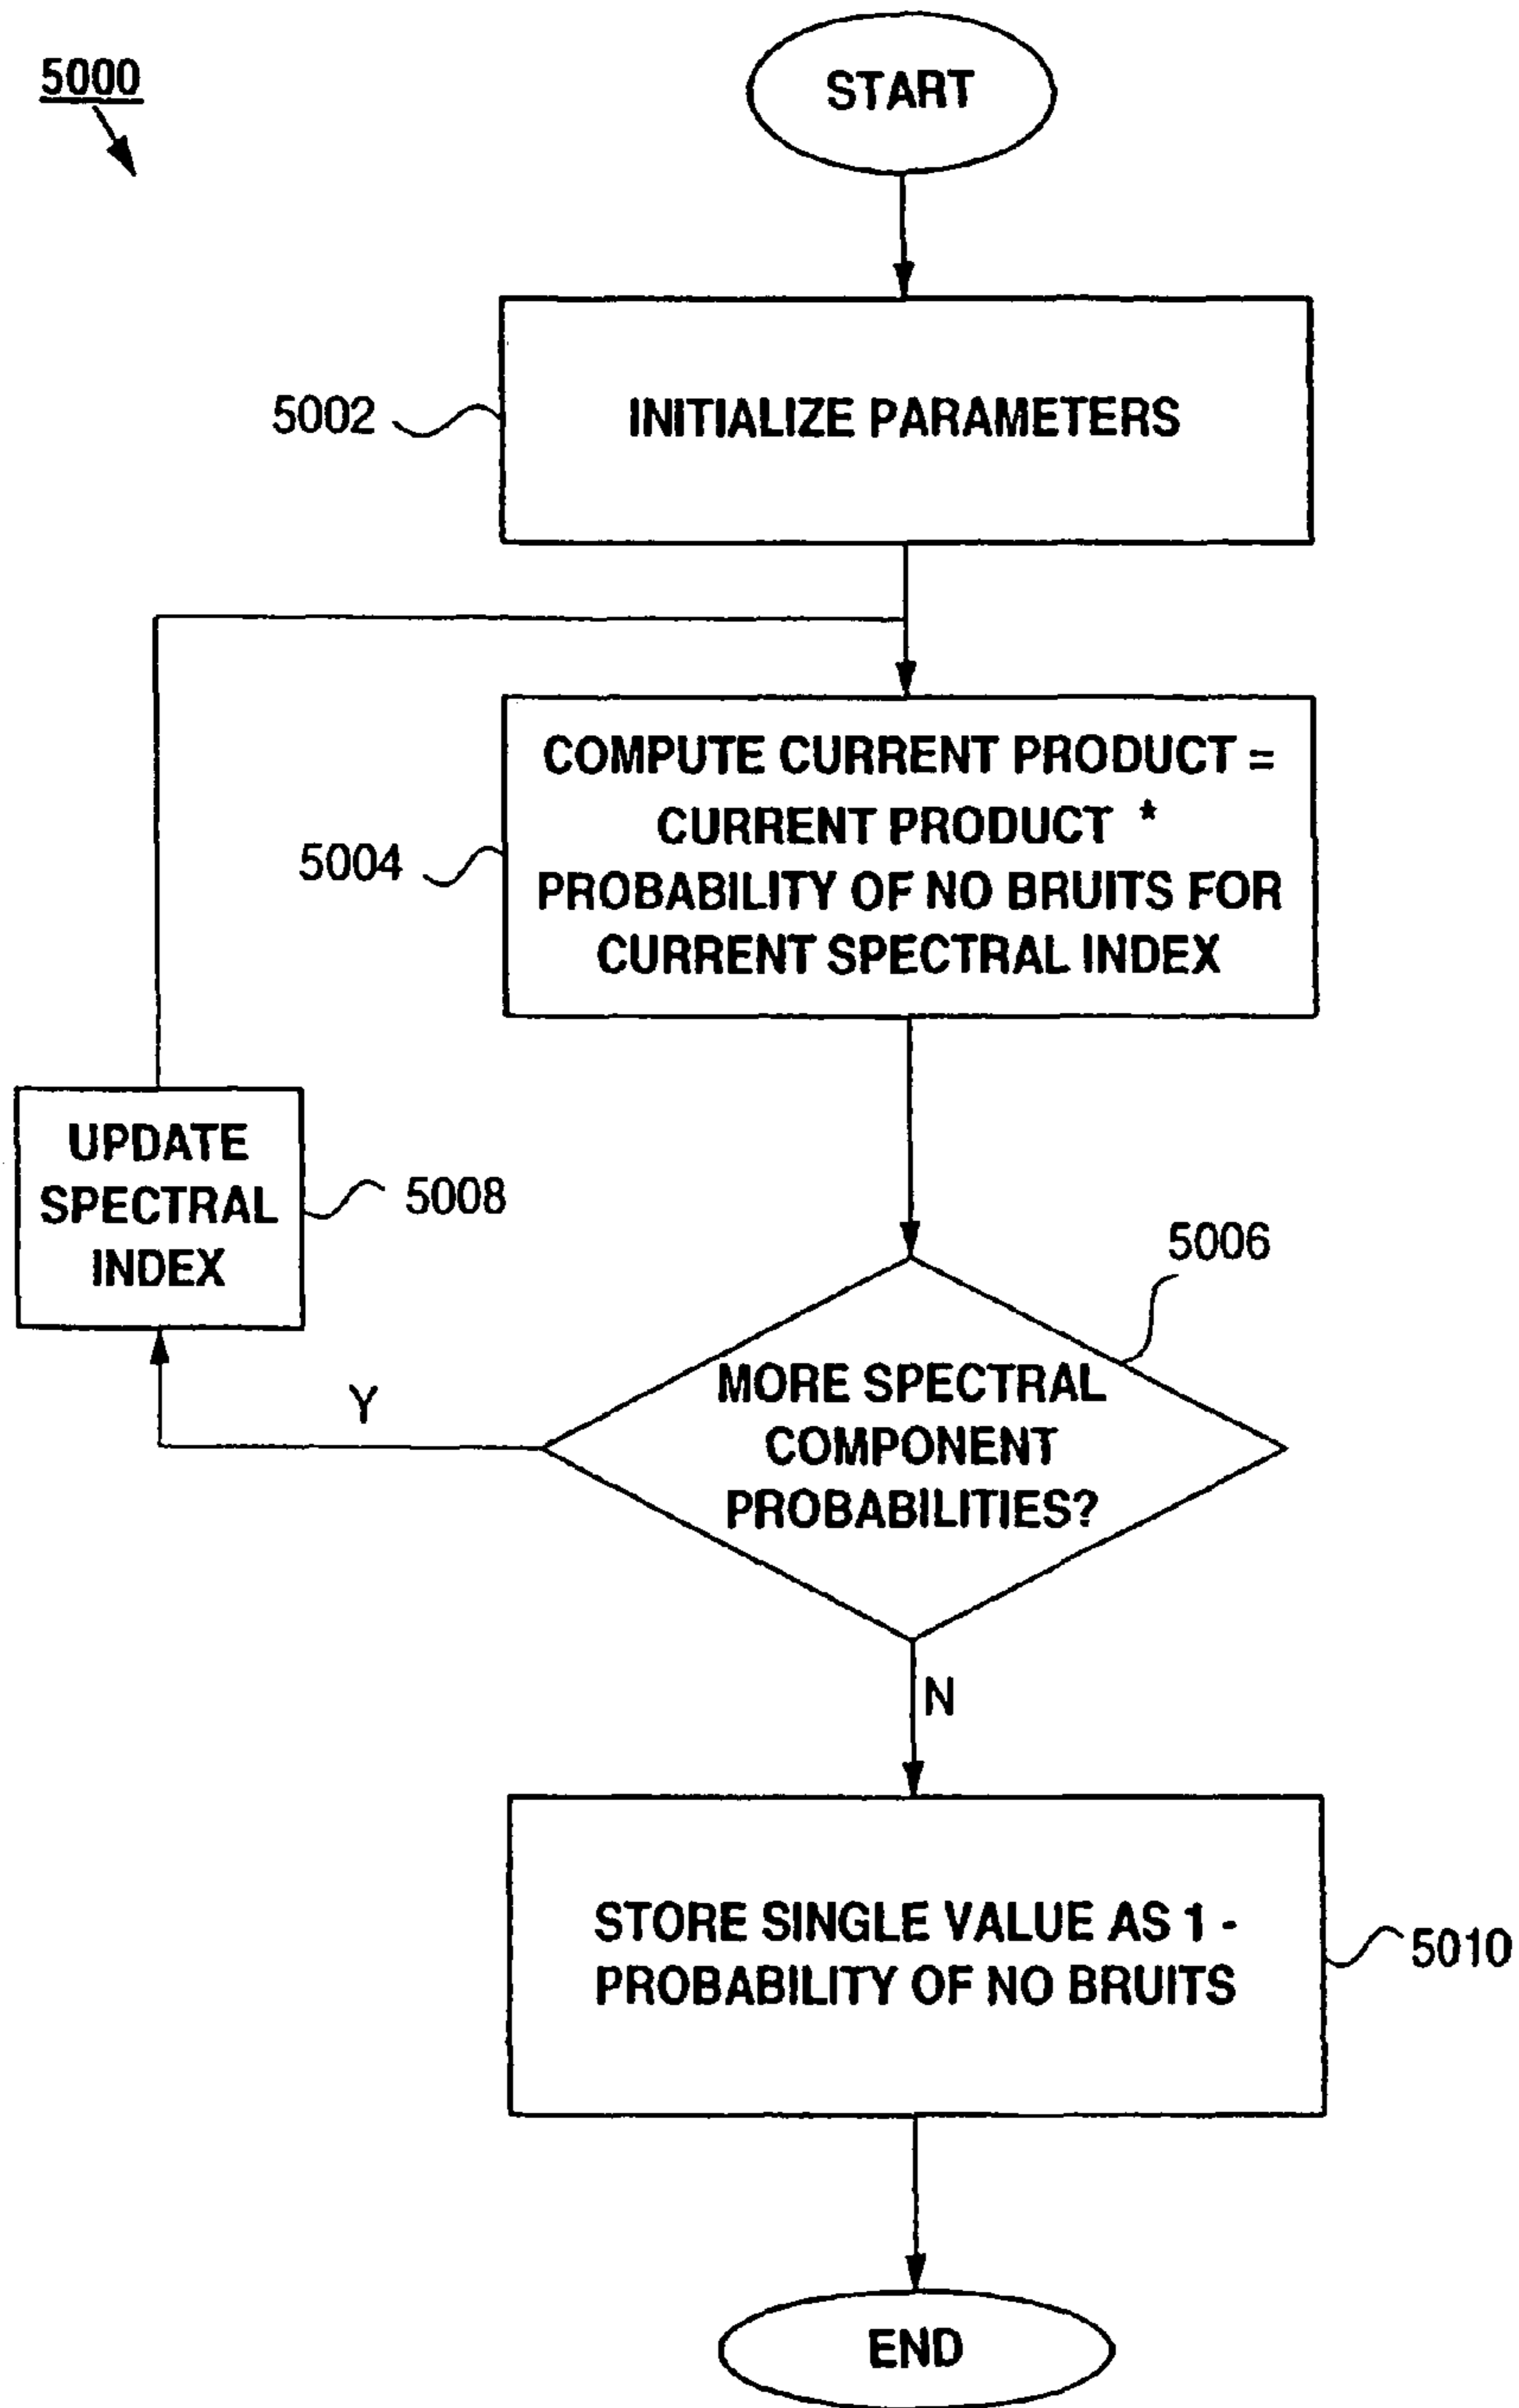 5000
START
5002
INITIALIZE PARAMETERS
COMPUTE CURRENT PRODUCT =
CURRENT PRODUCT *
PROBABILITY OF NO BRUITS FOR
CURRENT SPECTRAL INDEX
5004
UPDATE
SPECTRAL
INDEX
5008
5006
MORE SPECTRAL
COMPONENT
PROBABILITIES?
Y
N
STORE SINGLE VALUE AS 1 -
PROBABILITY OF NO BRUITS
5010
END